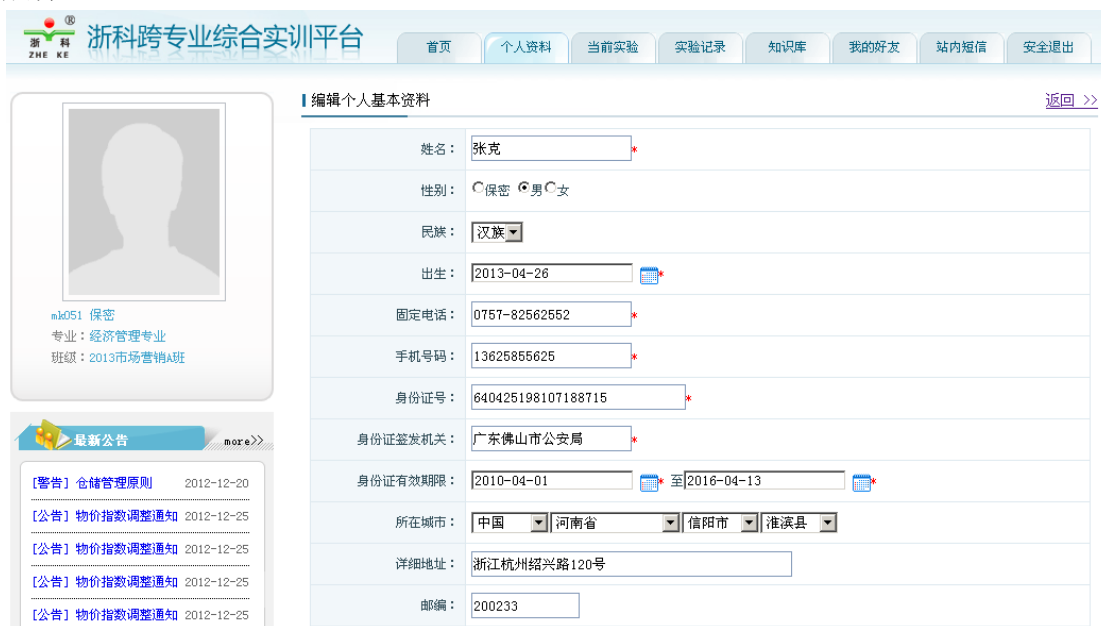 ®
浙科
ZHE KE
浙科跨专业综合实训平台
首页 个人资料 当前实验 实验记录 知识库 我的好友 站内短信 安全退出
编辑个人基本资料
返回 >>
mk051 保密
专业：经济管理专业
班级：2013市场营销A班
最新公告 more>>
[警告] 仓储管理原则 2012-12-20
[公告] 物价指数调整通知 2012-12-25
[公告] 物价指数调整通知 2012-12-25
[公告] 物价指数调整通知 2012-12-25
[公告] 物价指数调整通知 2012-12-25
姓名： 张克 *
性别： 保密 男 女
民族： 汉族
出生： 2013-04-26 *
固定电话： 0757-82562552 *
手机号码： 13625855625 *
身份证号： 640425198107188715 *
身份证签发机关： 广东佛山市公安局 *
身份证有效期限： 2010-04-01 * 至 2016-04-13 *
所在城市： 中国 河南省 信阳市 淮滨县
详细地址： 浙江杭州绍兴路120号
邮编： 200233